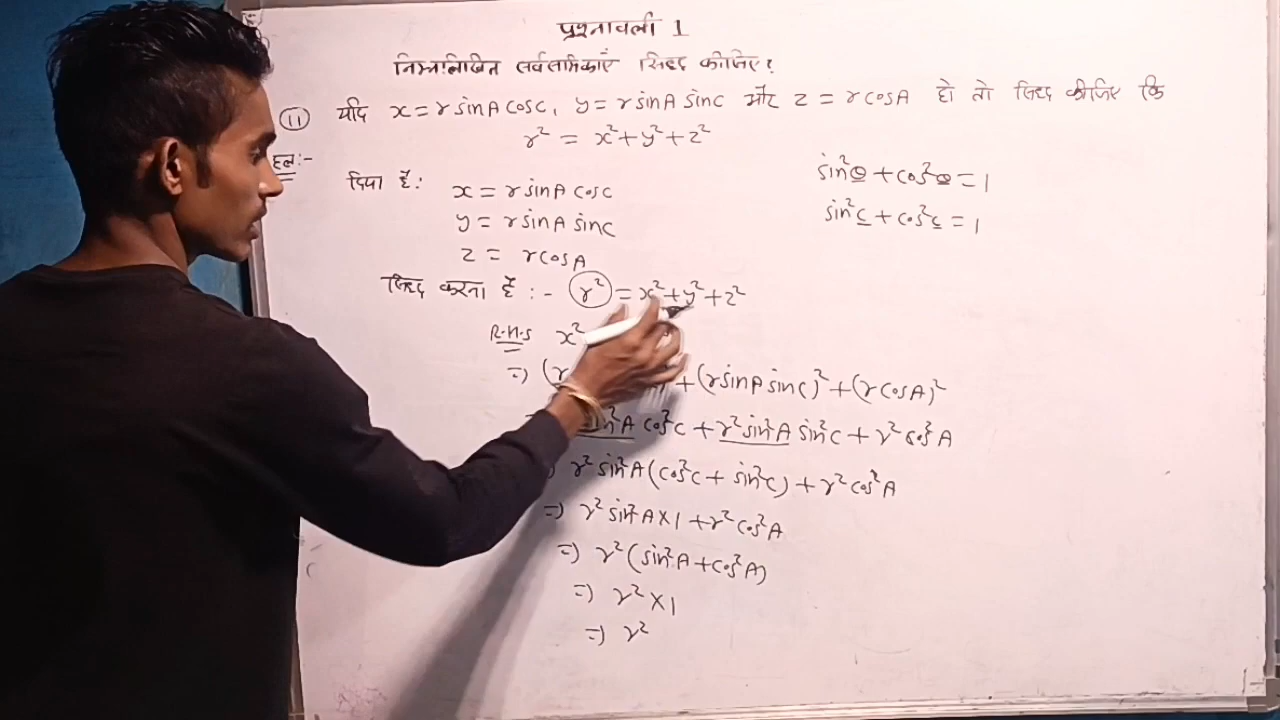 प्रश्नावली 1
निम्नलिखित सर्वसमिकाएँ सिद्ध कीजिए?
(11) यदि x = r sinA cosC, y = r sinA sinC और z = r cosA हो तो सिद्ध कीजिए कि
r² = x² + y² + z²
हल:-
दिया है: x = r sinA cosC
y = r sinA sinC
z = r cosA
sin²θ + cos²θ = 1
sin²C + cos²C = 1
सिद्ध करना है :- r² = x² + y² + z²
R.H.S x²
=) (r + (r sinA sinC)² + (r cosA)²
sin²A cos²C + r² sin²A sin²C + r² cos²A
r² sin²A (cos²C + sin²C) + r² cos²A
=) r² sin²A × 1 + r² cos²A
=) r² (sin²A + cos²A)
=) r² × 1
=) r²